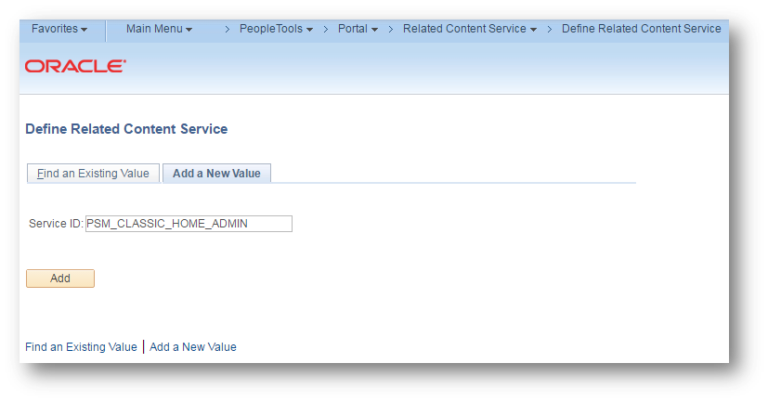 Favorites Main Menu > PeopleTools > Portal > Related Content Service > Define Related Content Service
ORACLE
Define Related Content Service
Find an Existing Value Add a New Value
Service ID: PSM_CLASSIC_HOME_ADMIN
Add
Find an Existing Value | Add a New Value